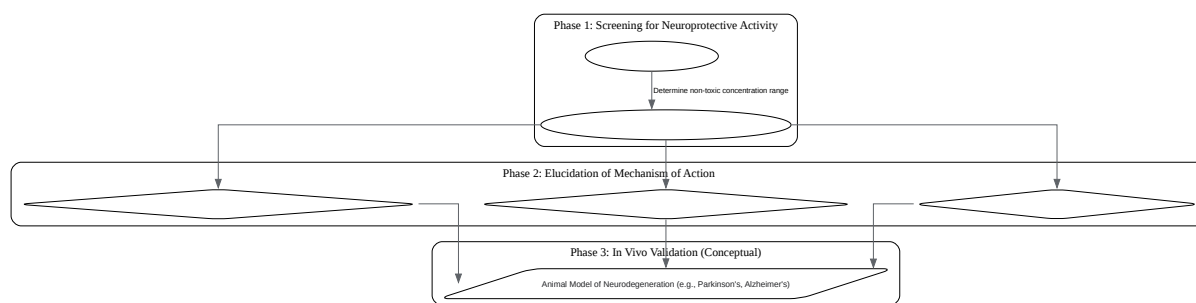 Phase 1: Screening for Neuroprotective Activity
Determine non-toxic concentration range
Phase 2: Elucidation of Mechanism of Action
Phase 3: In Vivo Validation (Conceptual)
Animal Model of Neurodegeneration (e.g., Parkinson's, Alzheimer's)